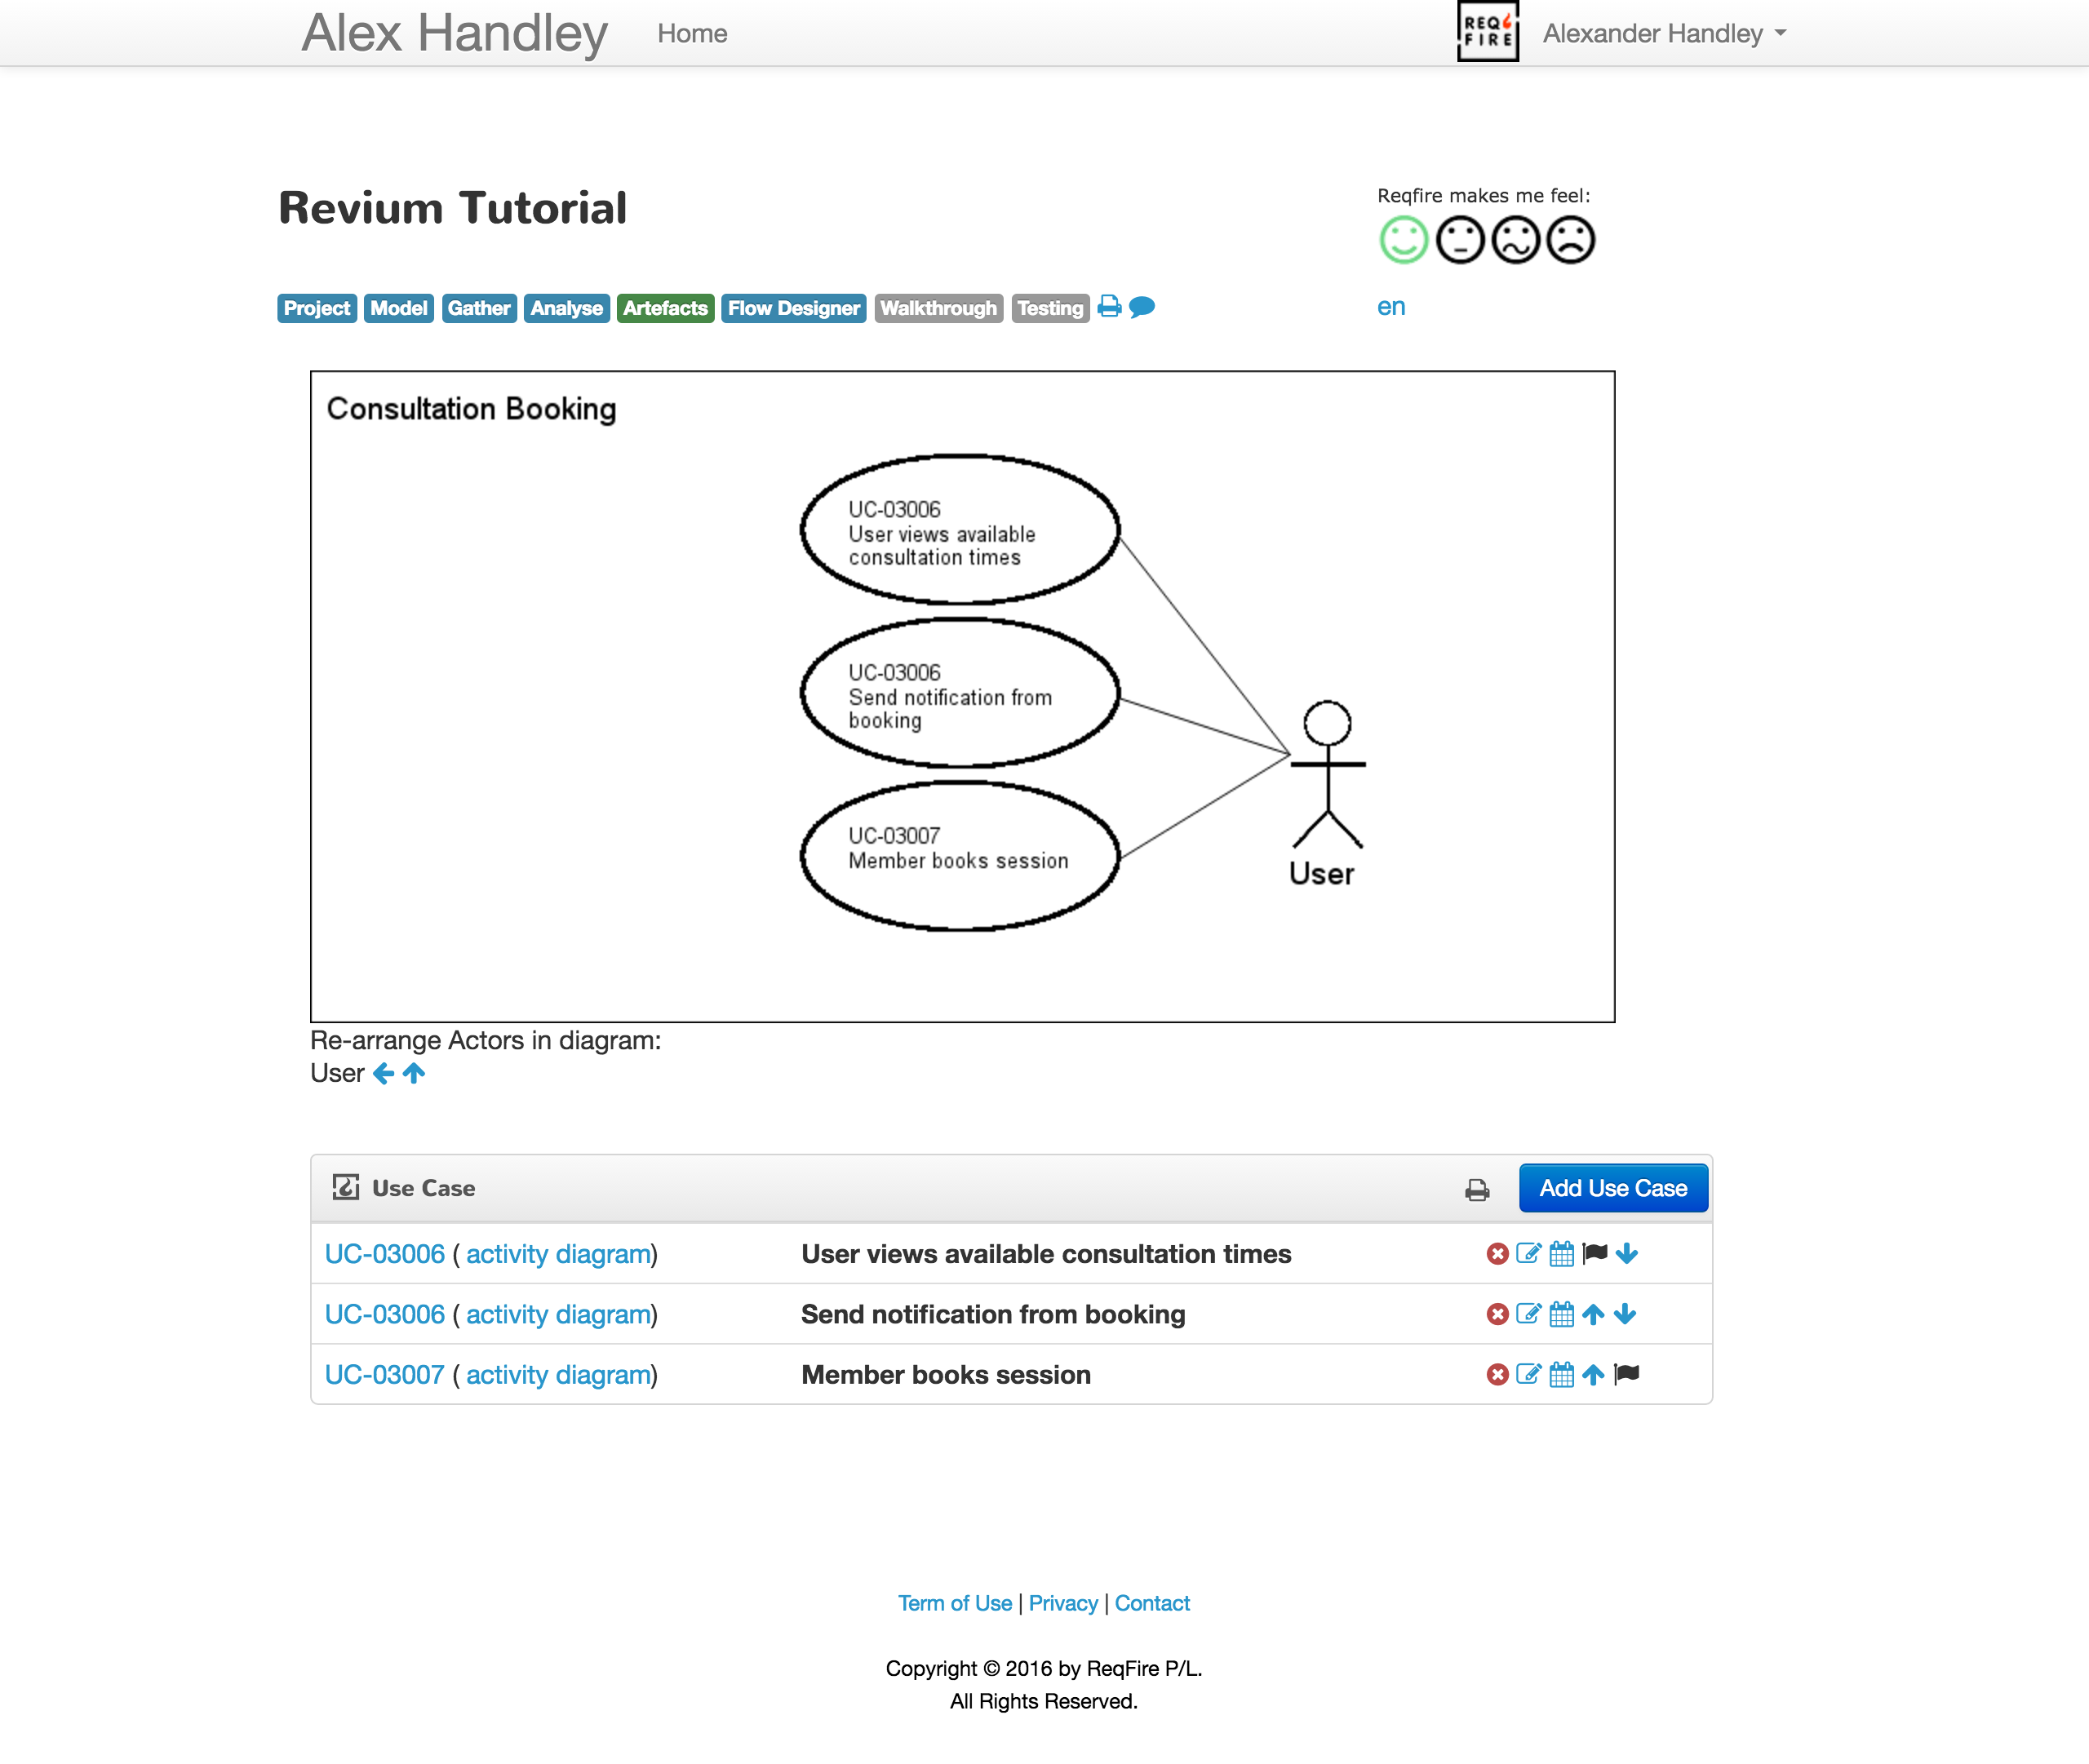 Alex Handley Home REQ FIRE Alexander Handley
Revium Tutorial
Reqfire makes me feel:
Project Model Gather Analyse Artefacts Flow Designer Walkthrough Testing en
Consultation Booking
UC-03006
User views available
consultation times
UC-03006
Send notification from
booking
UC-03007
Member books session
User
Re-arrange Actors in diagram:
User
Use Case Add Use Case
UC-03006 ( activity diagram) User views available consultation times
UC-03006 ( activity diagram) Send notification from booking
UC-03007 ( activity diagram) Member books session
Term of Use | Privacy | Contact
Copyright © 2016 by ReqFire P/L.
All Rights Reserved.